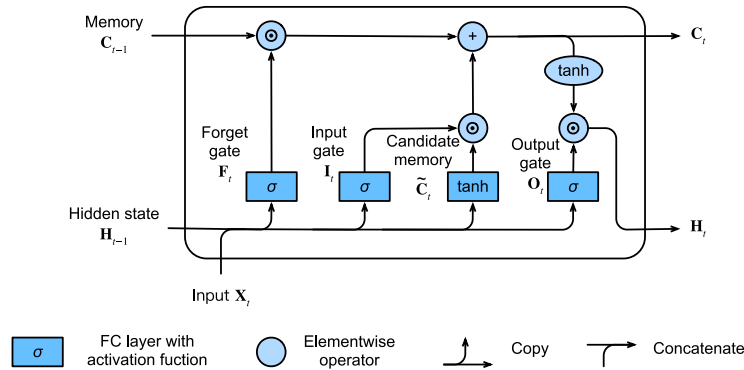 Memory
C_{t-1}
+
C_t
tanh
Forget
gate
F_t
Input
gate
I_t
Candidate
memory
C̃_t
Output
gate
O_t
σ
σ
tanh
σ
Hidden state
H_{t-1}
H_t
Input X_t
σ
FC layer with
activation fuction
Elementwise
operator
Copy
Concatenate